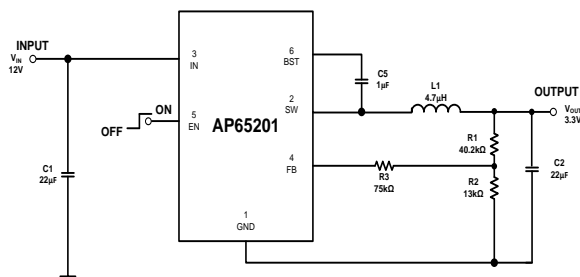 INPUT
VIN
12V
C1
22μF
OFF
ON
3
IN
5
EN
AP65201
1
GND
6
BST
2
SW
4
FB
C5
1μF
L1
4.7μH
R3
75kΩ
R1
40.2kΩ
R2
13kΩ
C2
22μF
OUTPUT
VOUT
3.3V